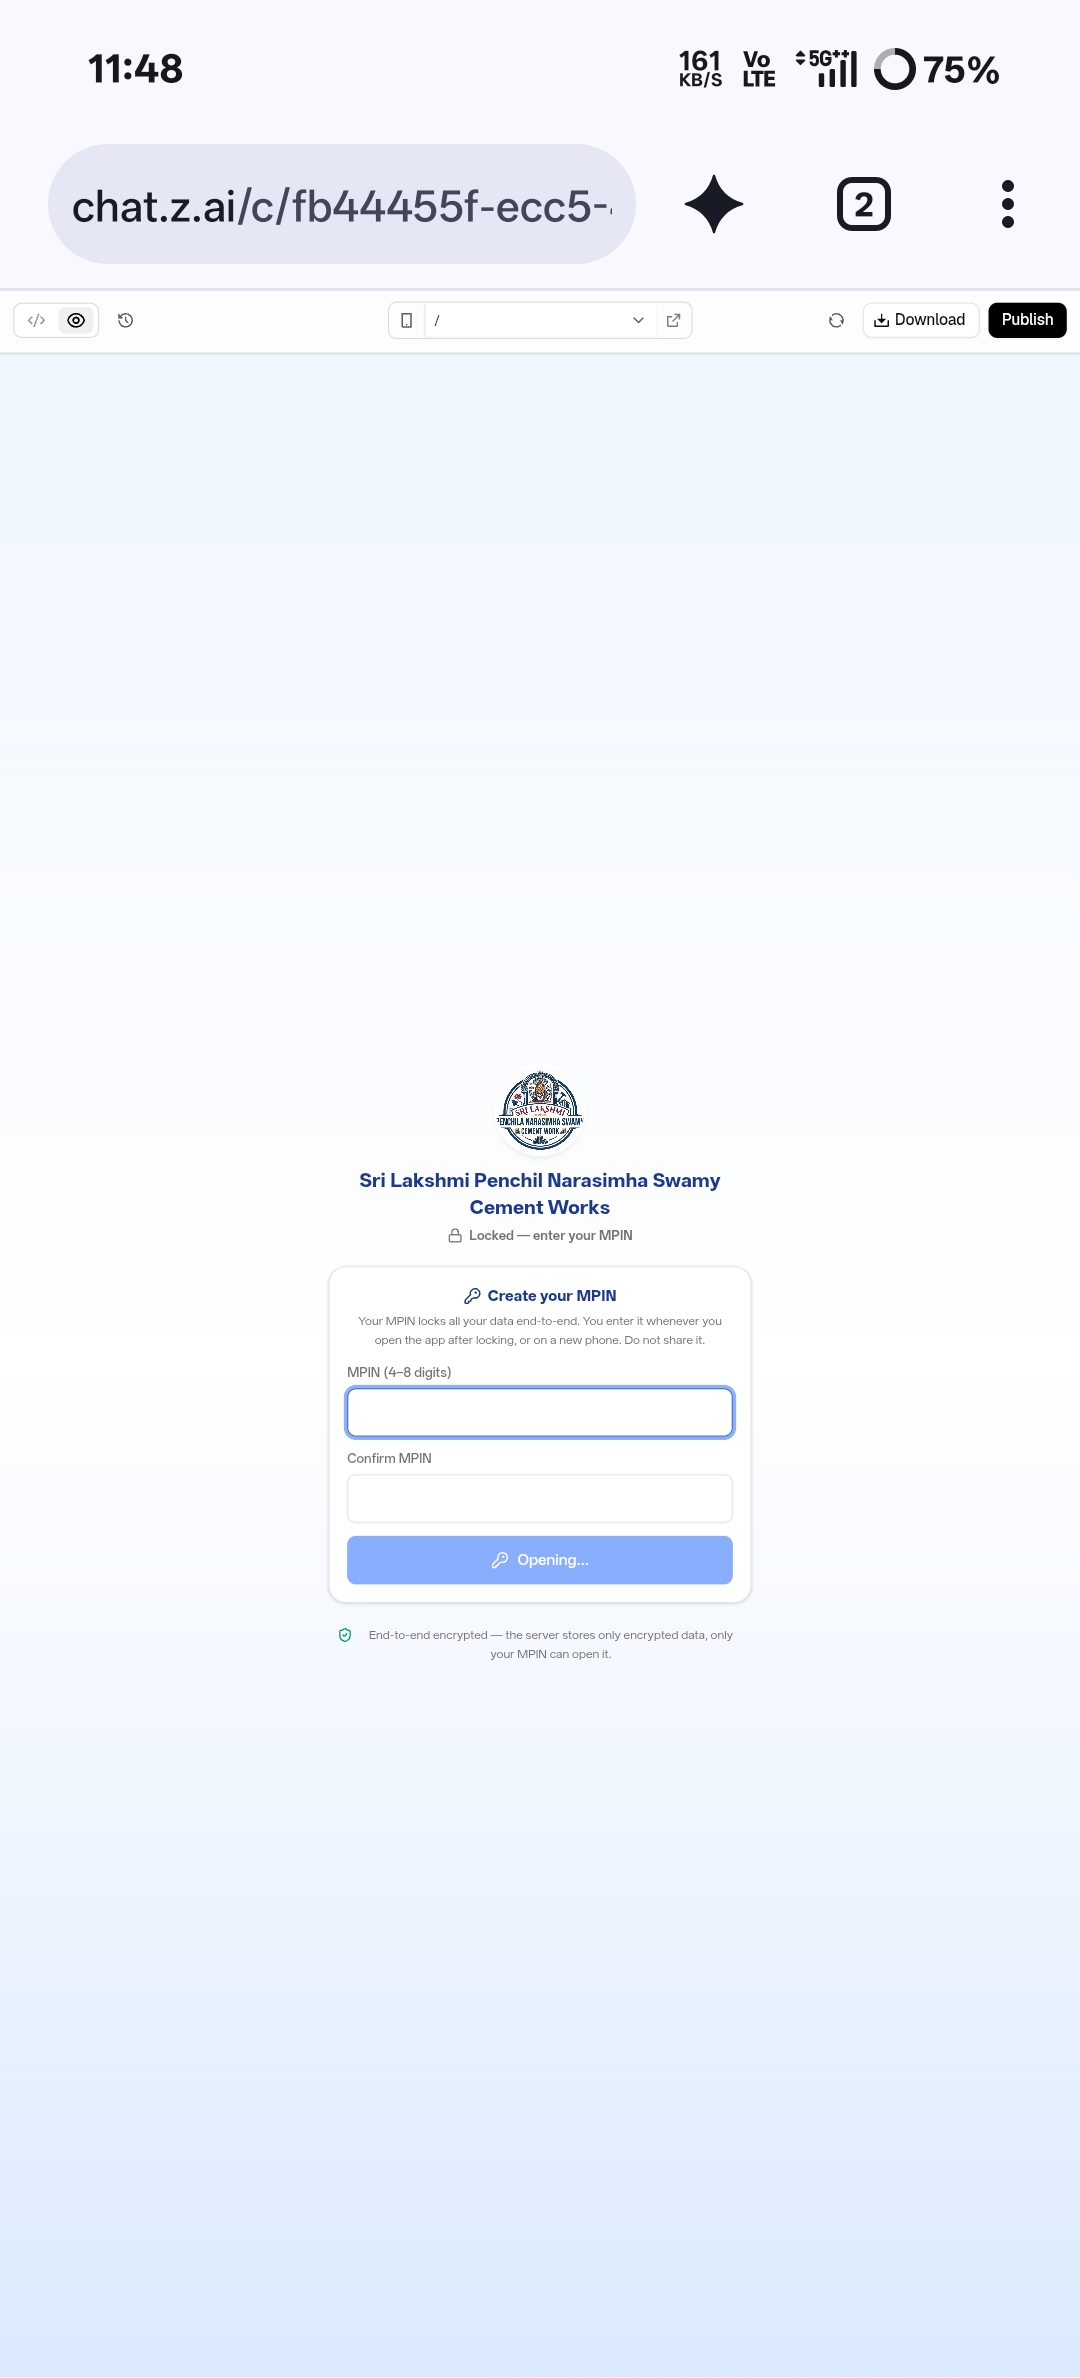 11:48
161
KB/S
Vo
LTE
5G++
75%
chat.z.ai/c/fb44455f-ecc5-
2
/
Download
Publish
SRI LAKSHMI
PENCHILA NARASIMHA SWAMY
CEMENT WORK
Sri Lakshmi Penchil Narasimha Swamy
Cement Works
Locked — enter your MPIN
Create your MPIN
Your MPIN locks all your data end-to-end. You enter it whenever you
open the app after locking, or on a new phone. Do not share it.
MPIN (4–8 digits)
Confirm MPIN
Opening...
End-to-end encrypted — the server stores only encrypted data, only
your MPIN can open it.